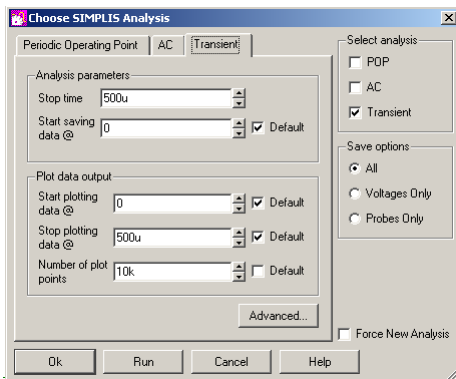 Choose SIMPLIS Analysis
Periodic Operating Point AC Transient
Analysis parameters
Stop time 500u
Start saving data @ 0 Default
Plot data output
Start plotting data @ 0 Default
Stop plotting data @ 500u Default
Number of plot points 10k Default
Advanced...
Select analysis
POP
AC
Transient
Save options
All
Voltages Only
Probes Only
Force New Analysis
Ok Run Cancel Help